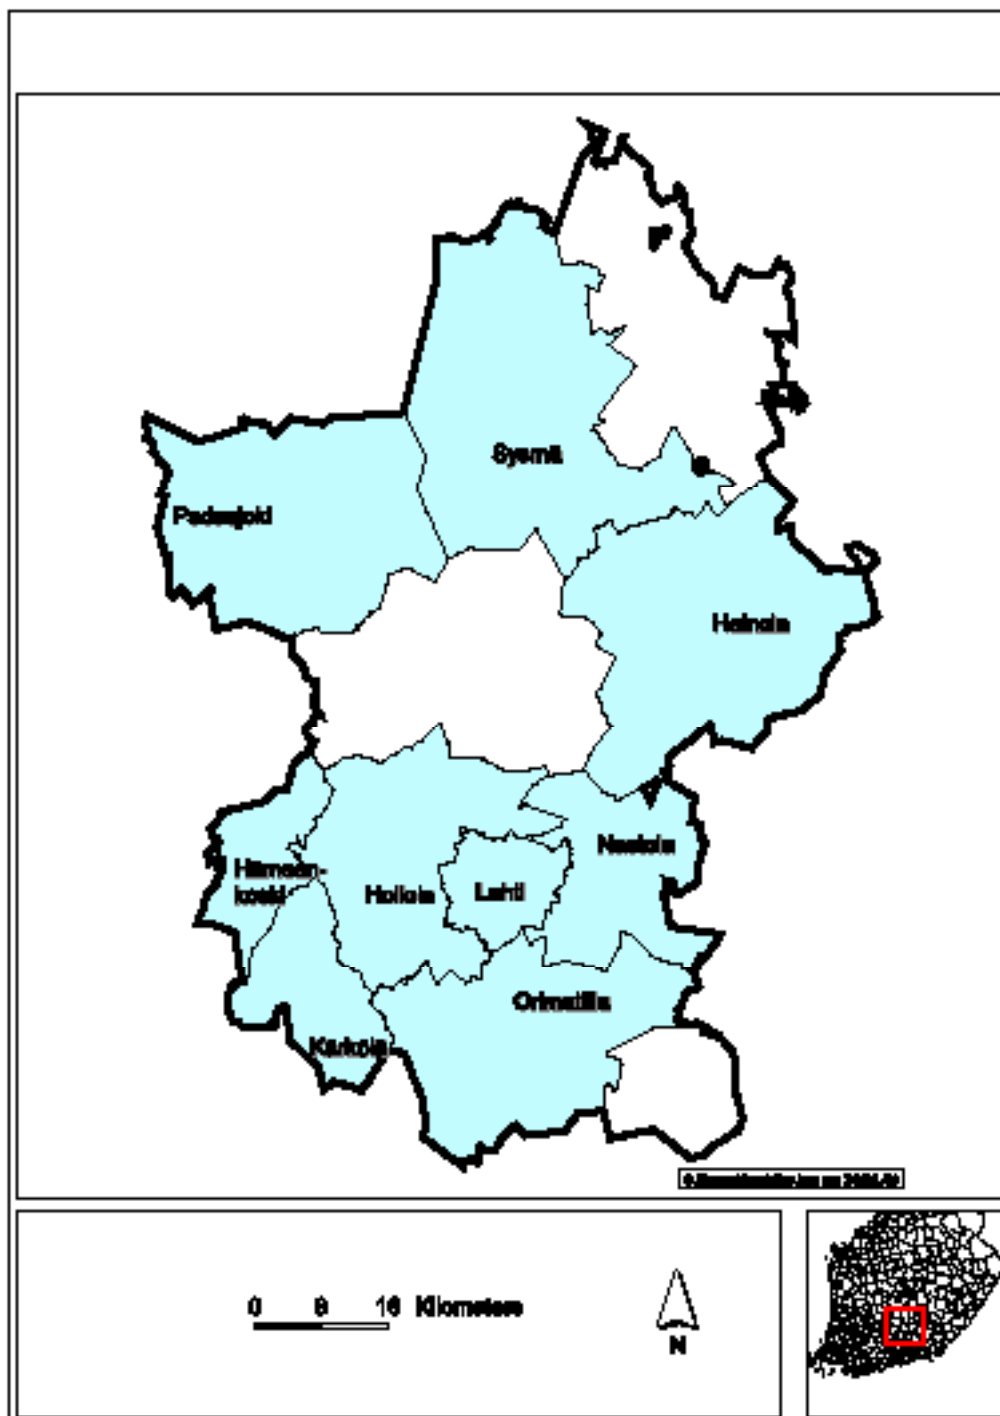 Sysmä
Padasjoki
Heinola
Nastola
Hämeen-
koski
Hollola
Lahti
Orimattila
Kärkölä
0 8 16 Kilometers
N